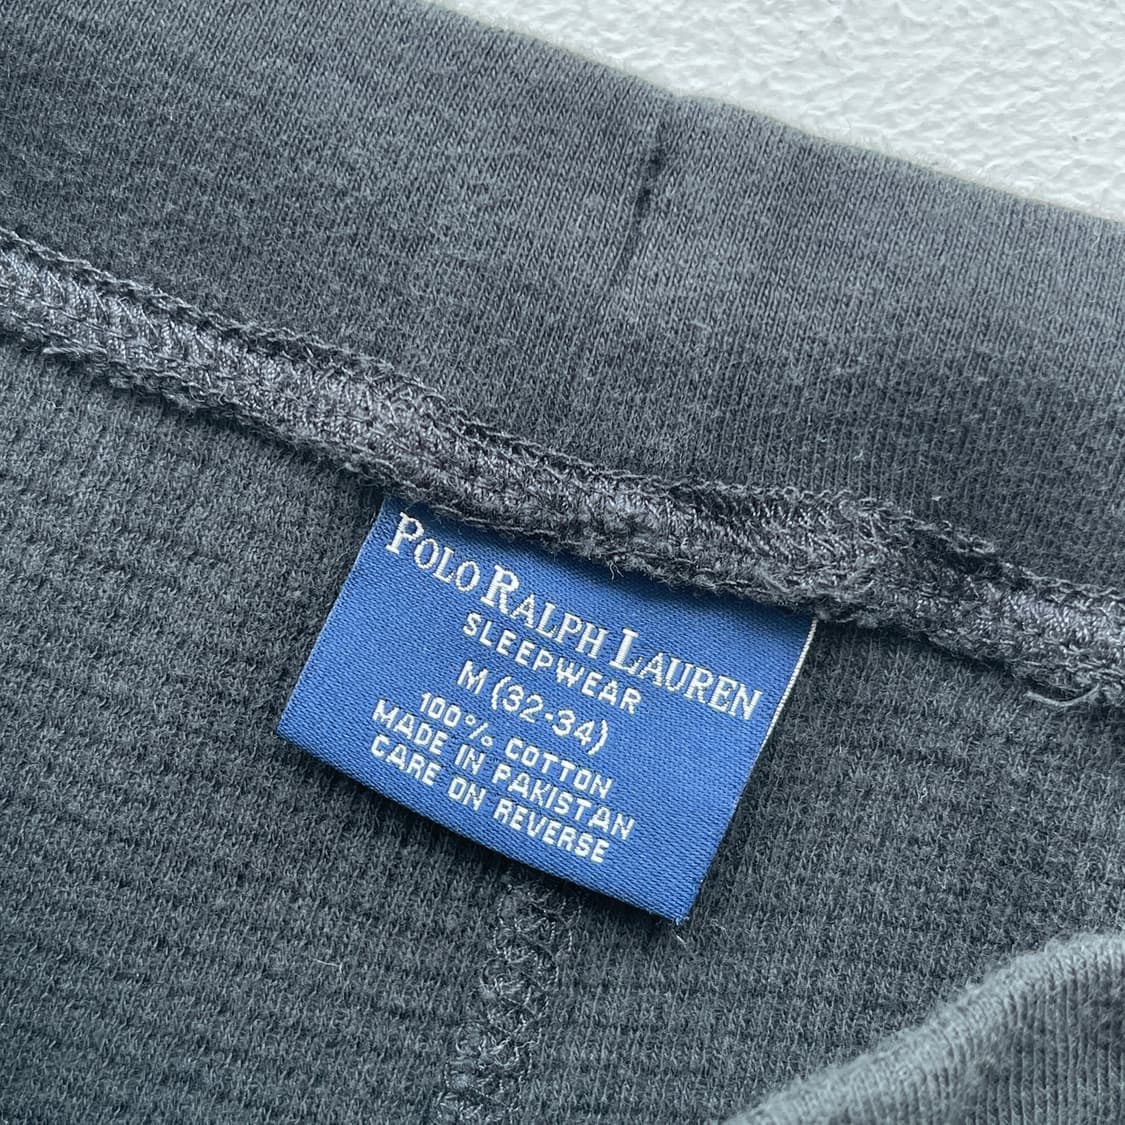 POLO RALPH LAUREN
SLEEPWEAR
M (32-34)
100% COTTON
MADE IN PAKISTAN
CARE ON REVERSE